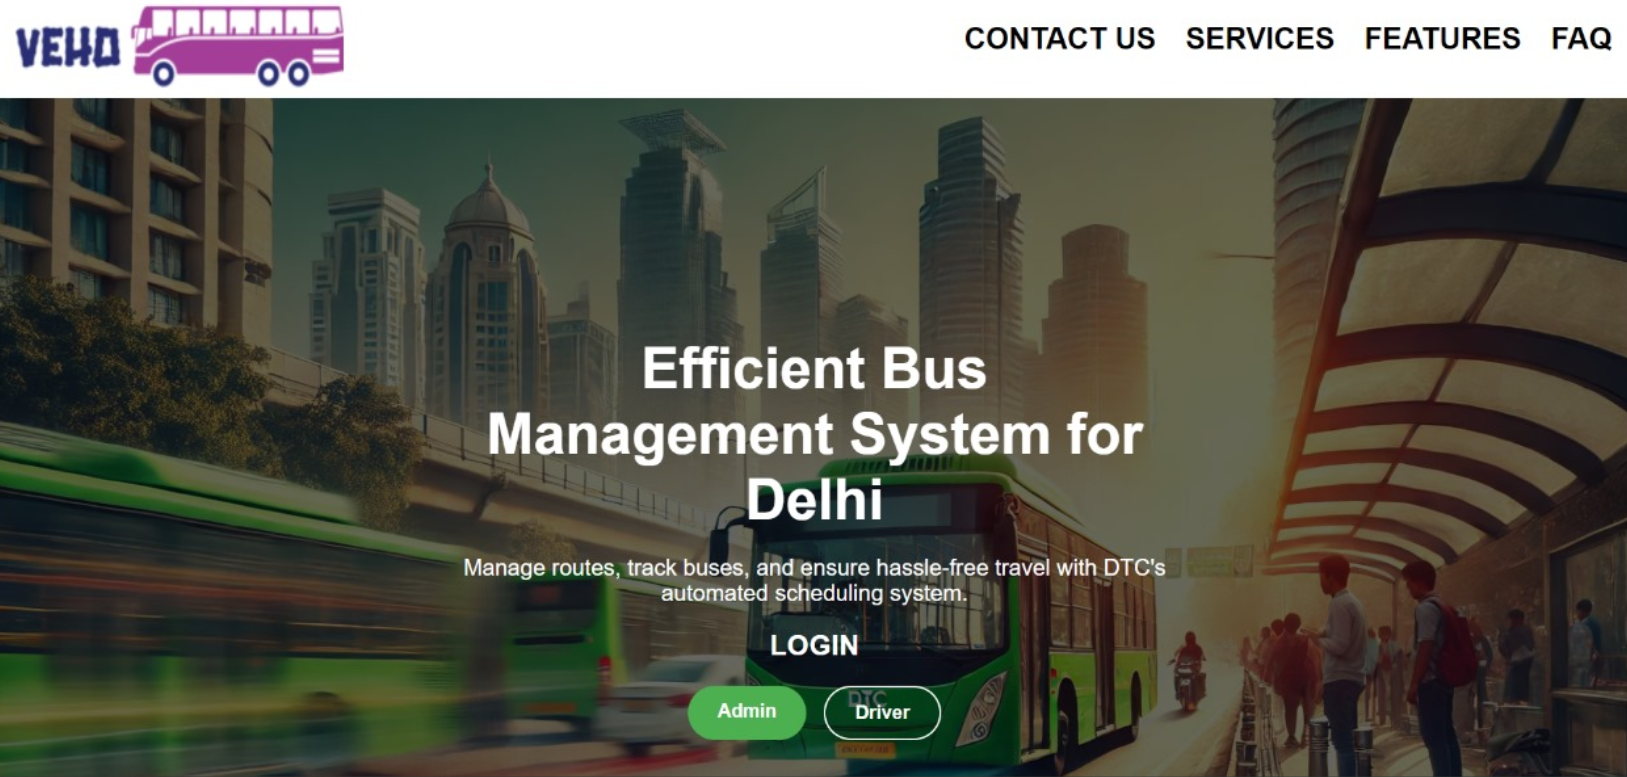 VEHO
CONTACT US SERVICES FEATURES FAQ
Efficient Bus
Management System for
Delhi
Manage routes, track buses, and ensure hassle-free travel with DTC's
automated scheduling system.
LOGIN
DTC
Admin Driver